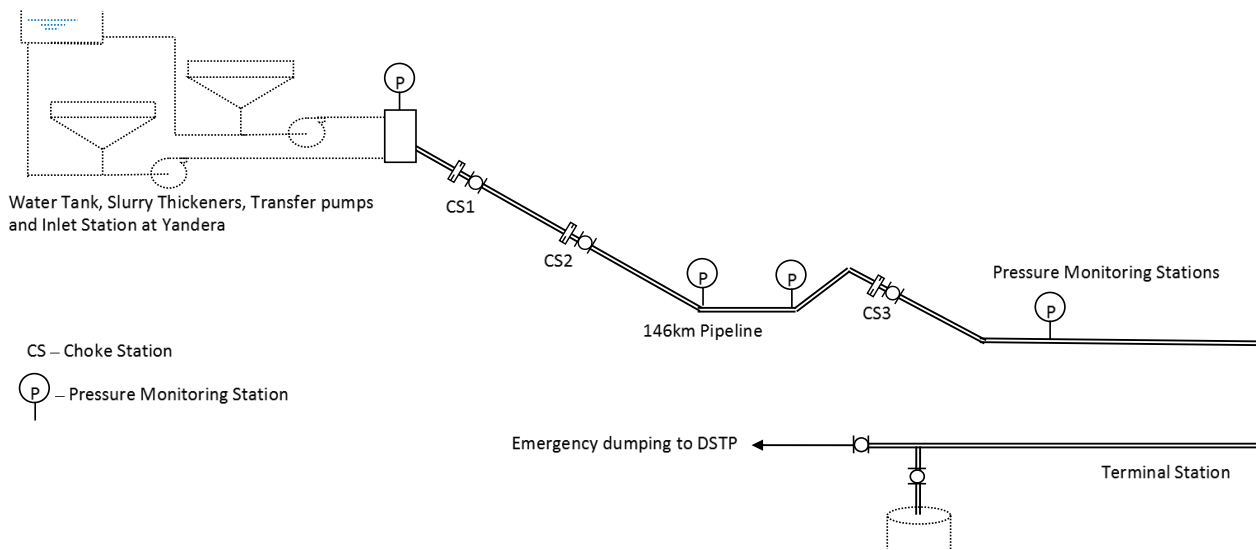 P
Water Tank, Slurry Thickeners, Transfer pumps
and Inlet Station at Yandera
CS1
CS2
P
P
146km Pipeline
CS3
Pressure Monitoring Stations
P
CS – Choke Station
P – Pressure Monitoring Station
Emergency dumping to DSTP
Terminal Station